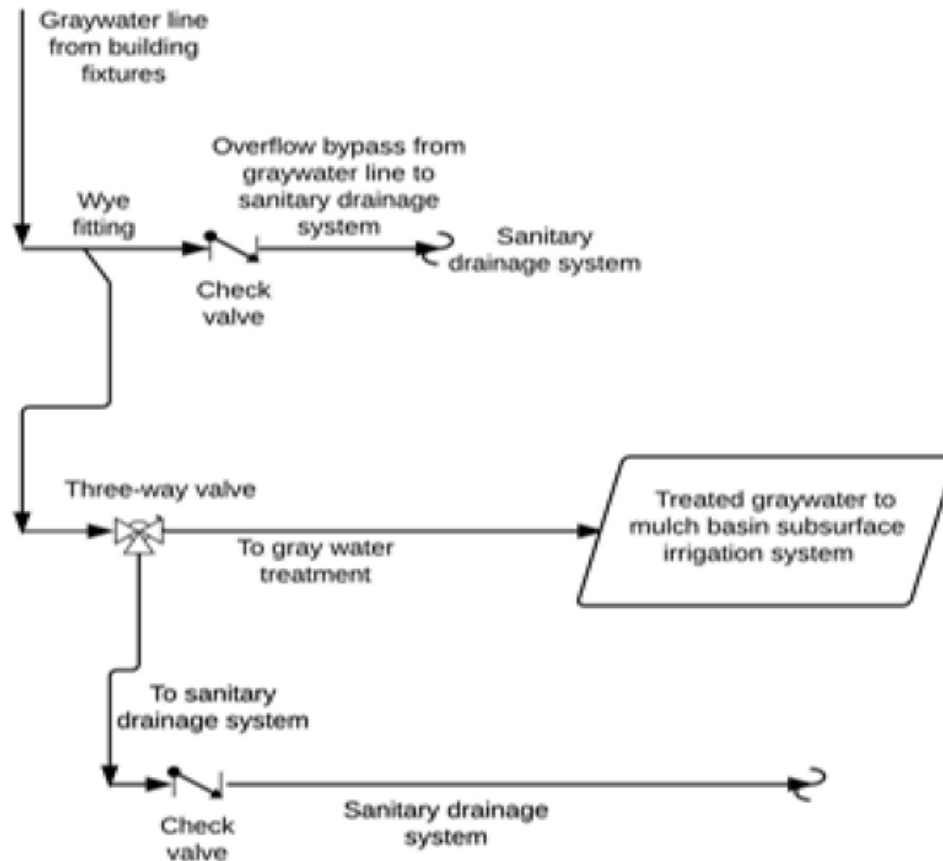 Graywater line
from building
fixtures
Overflow bypass from
graywater line to
sanitary drainage
system
Wye
fitting
Sanitary
drainage system
Check
valve
Three-way valve
To gray water
treatment
Treated graywater to
mulch basin subsurface
irrigation system
To sanitary
drainage system
Check
valve
Sanitary drainage
system